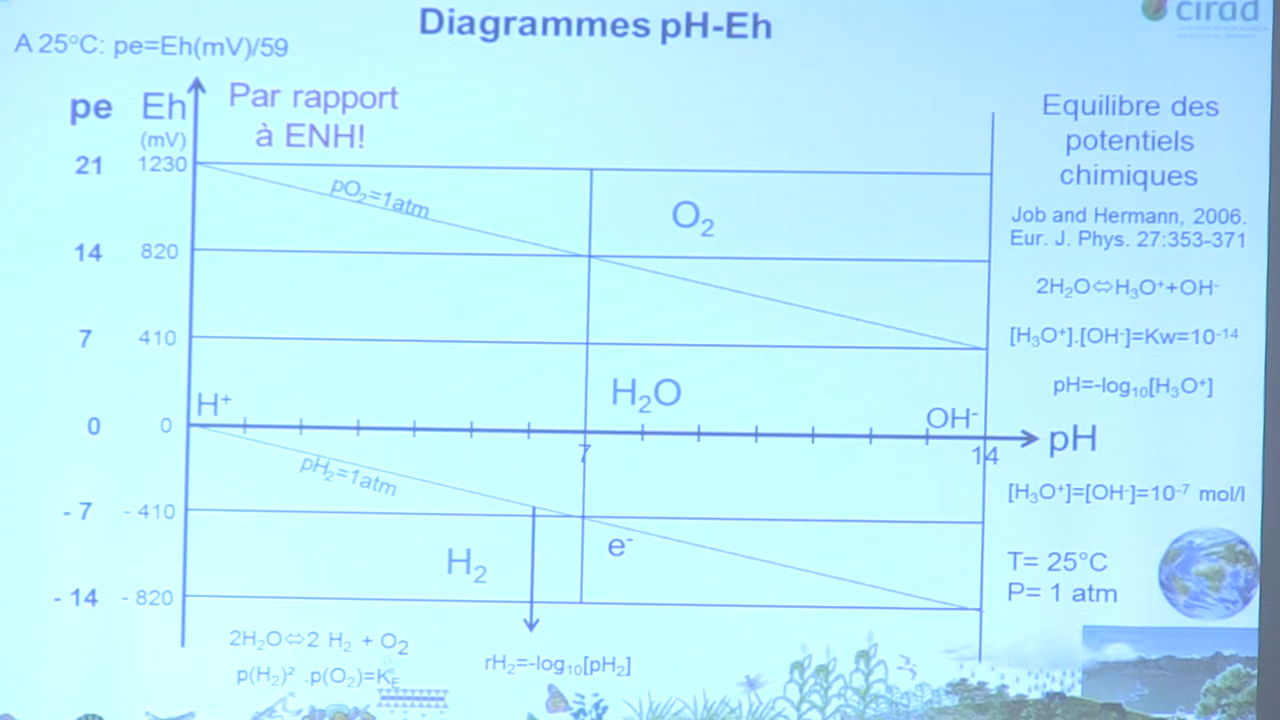 Diagrammes pH-Eh
cirad
A 25°C: pe=Eh(mV)/59
pe Eh
(mV)
Par rapport
à ENH!
21 1230
14 820
7 410
0 0
- 7 - 410
- 14 - 820
pO₂=1atm
O₂
H₂O
H⁺
OH⁻
pH
7
14
pH₂=1atm
e⁻
H₂
2H₂O⇔2 H₂ + O₂
p(H₂)² .p(O₂)=K_E
rH₂=-log₁₀[pH₂]
Equilibre des
potentiels
chimiques
Job and Hermann, 2006.
Eur. J. Phys. 27:353-371
2H₂O⇔H₃O⁺+OH⁻
[H₃O⁺].[OH⁻]=Kw=10⁻¹⁴
pH=-log₁₀[H₃O⁺]
[H₃O⁺]=[OH⁻]=10⁻⁷ mol/l
T= 25°C
P= 1 atm